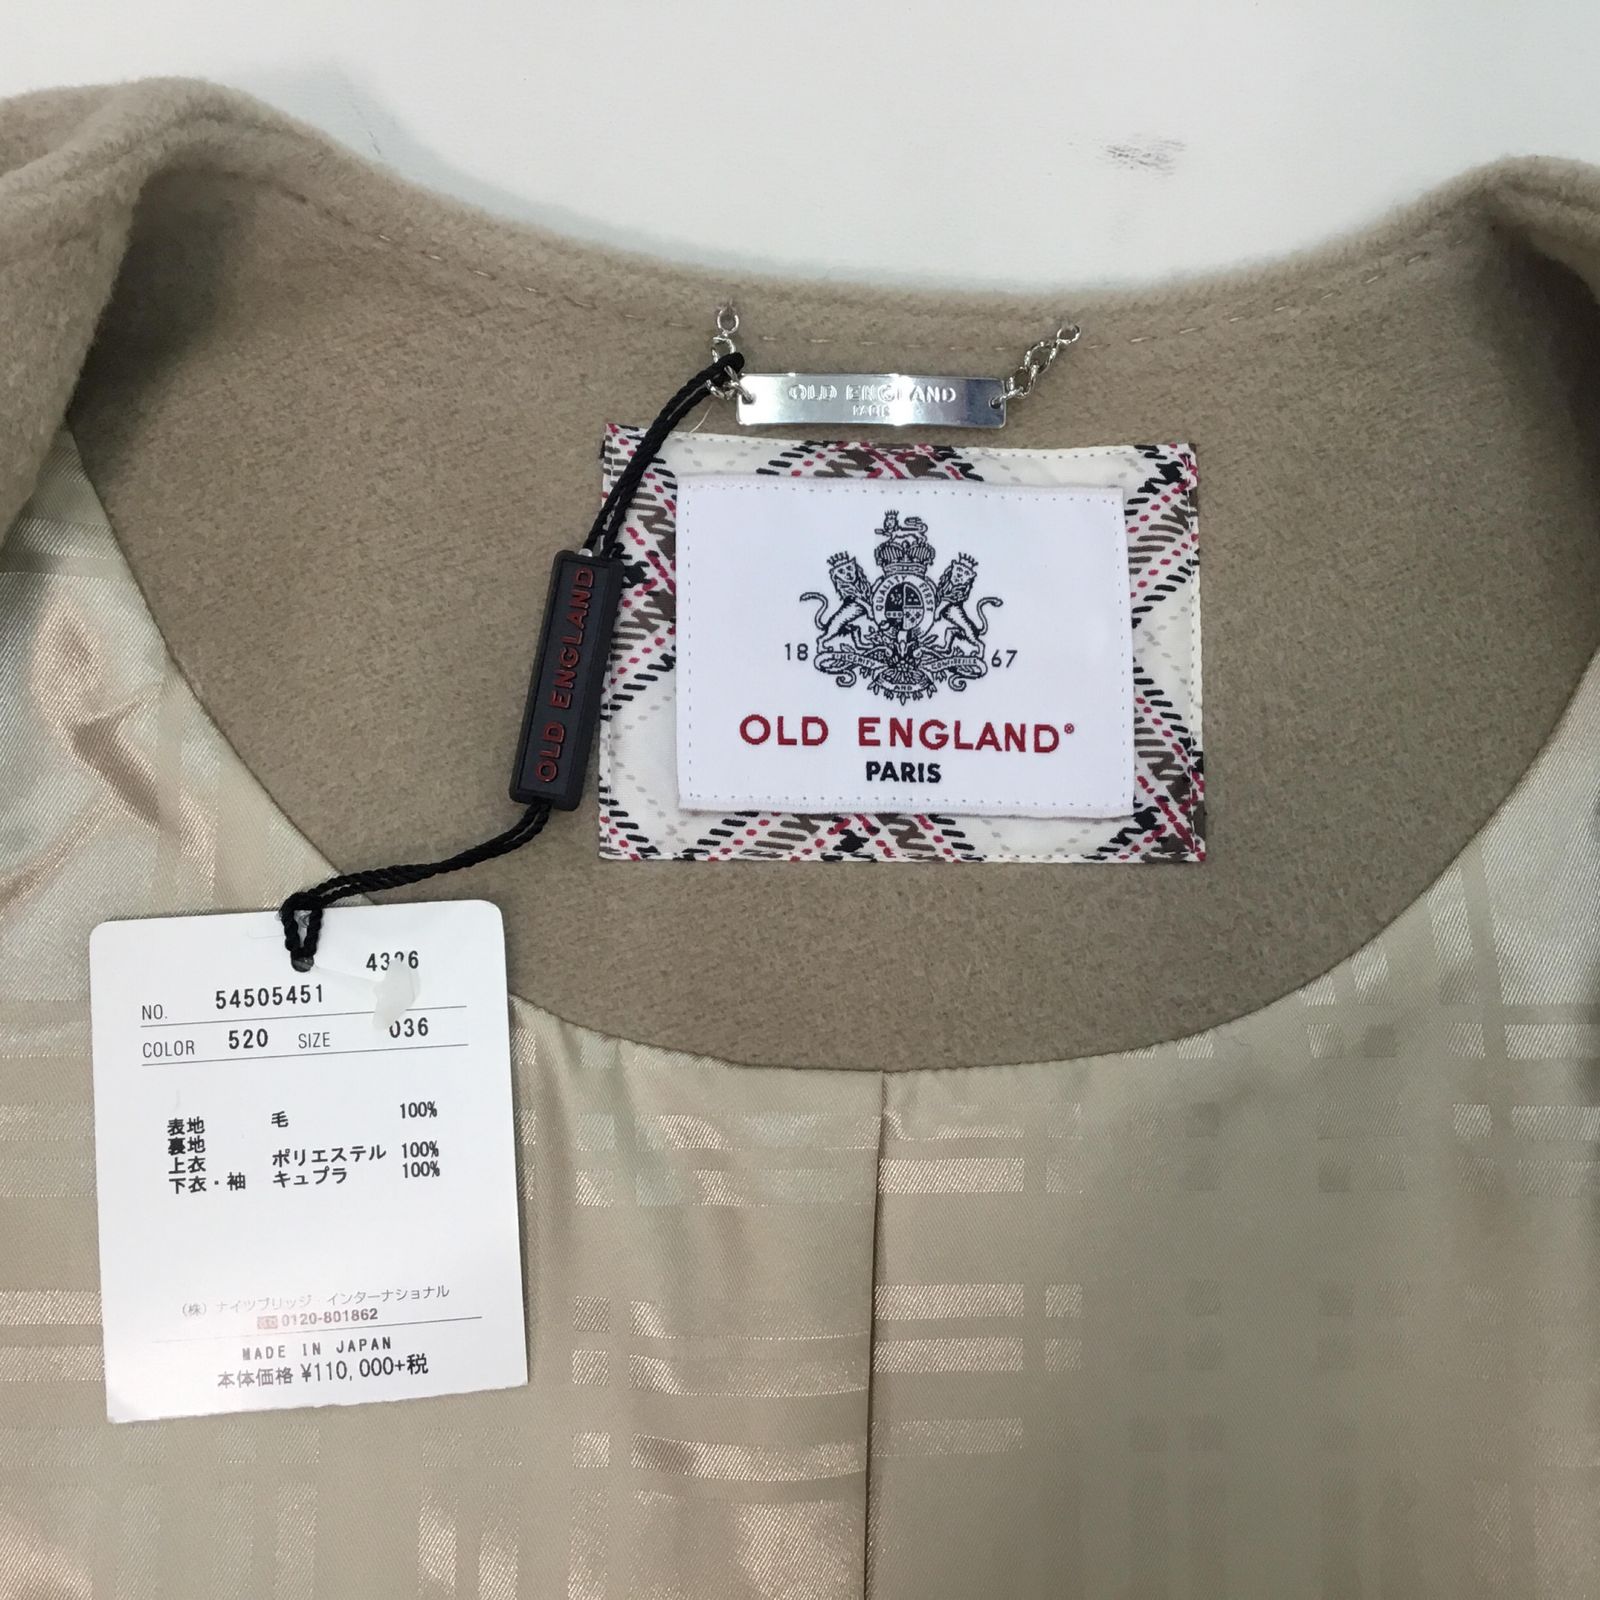 OLD ENGLAND
PARIS
QUALITY FIRST
18 67
AND
OLD ENGLAND®
PARIS
OLD ENGLAND
NO. 54505451
COLOR 520 SIZE 036
表地 毛 100%
裏地
上衣 ポリエステル 100%
下衣・袖 キュプラ 100%
(株) ナイツブリッジ・インターナショナル
0120-801862
MADE IN JAPAN
本体価格 ¥110,000+税